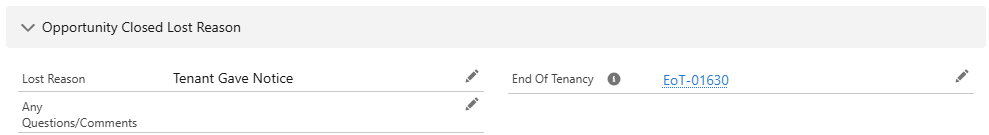 Opportunity Closed Lost Reason
Lost Reason Tenant Gave Notice
End Of Tenancy EoT-01630
Any
Questions/Comments